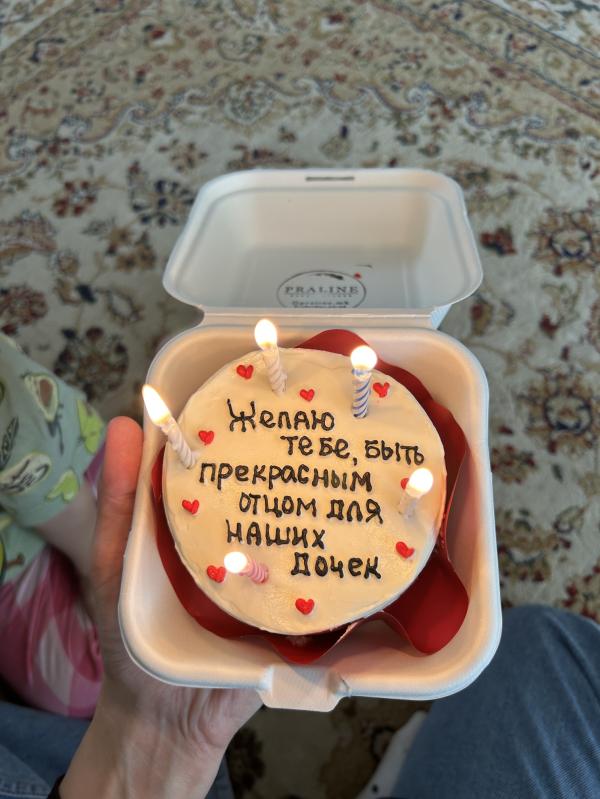 PRALINE
Желаю
тебе, быть
прекрасным
отцом для
наших
дочек